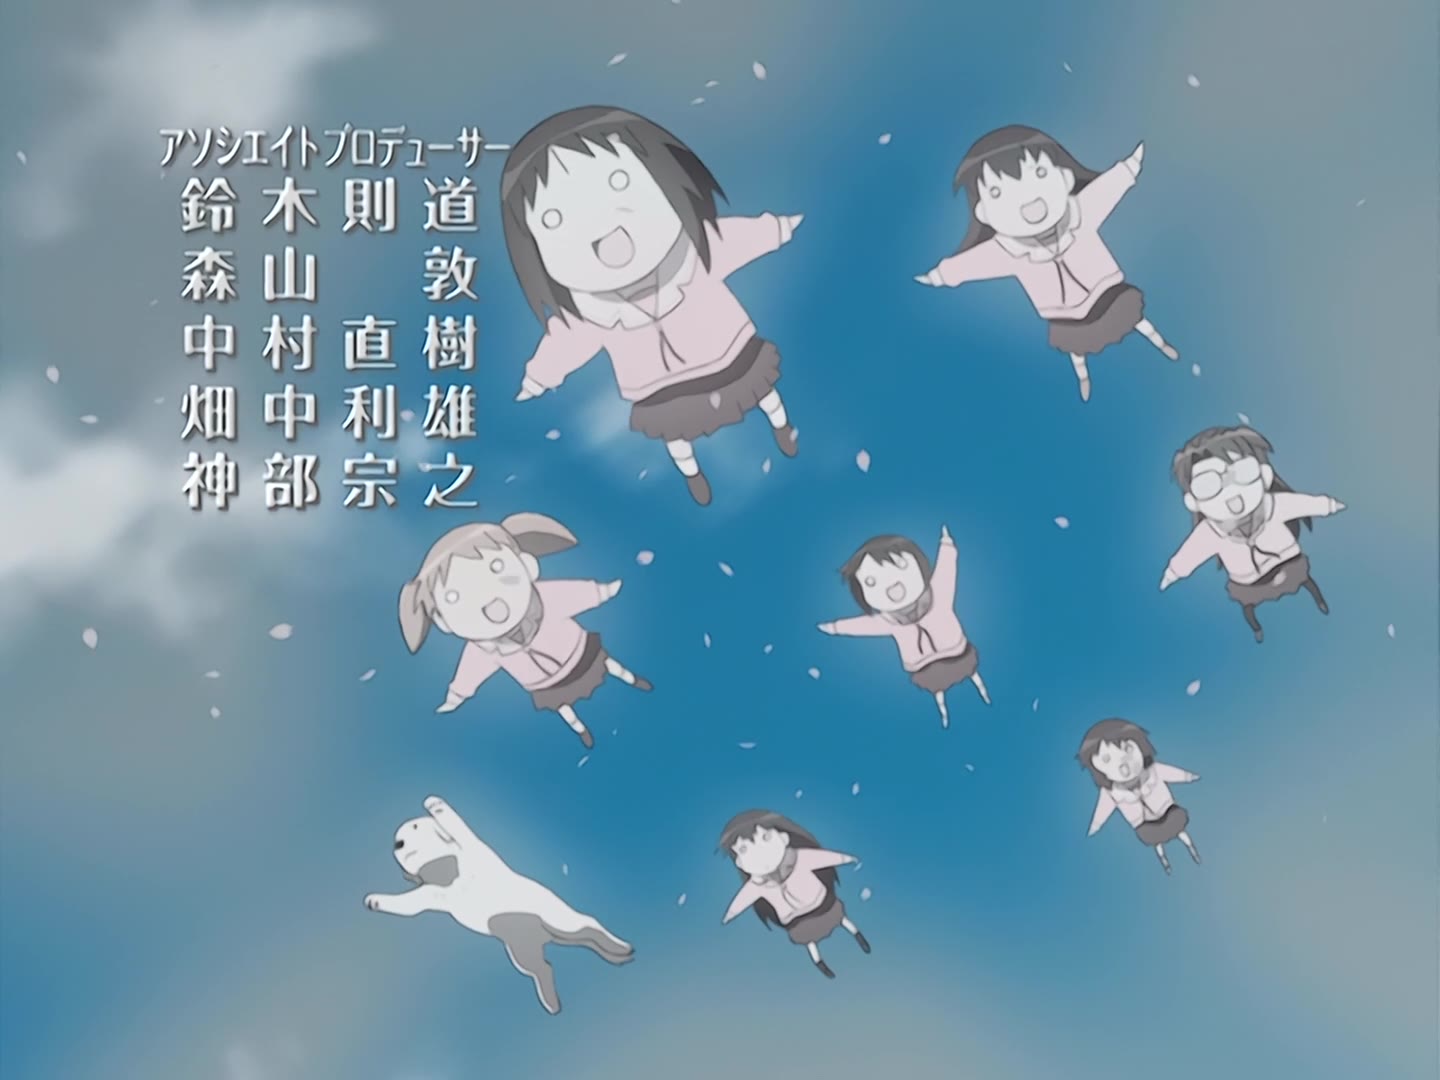 アソシエイトプロデューサー
鈴木則道
森山 敦
中村直樹
畑中利雄
神部宗之